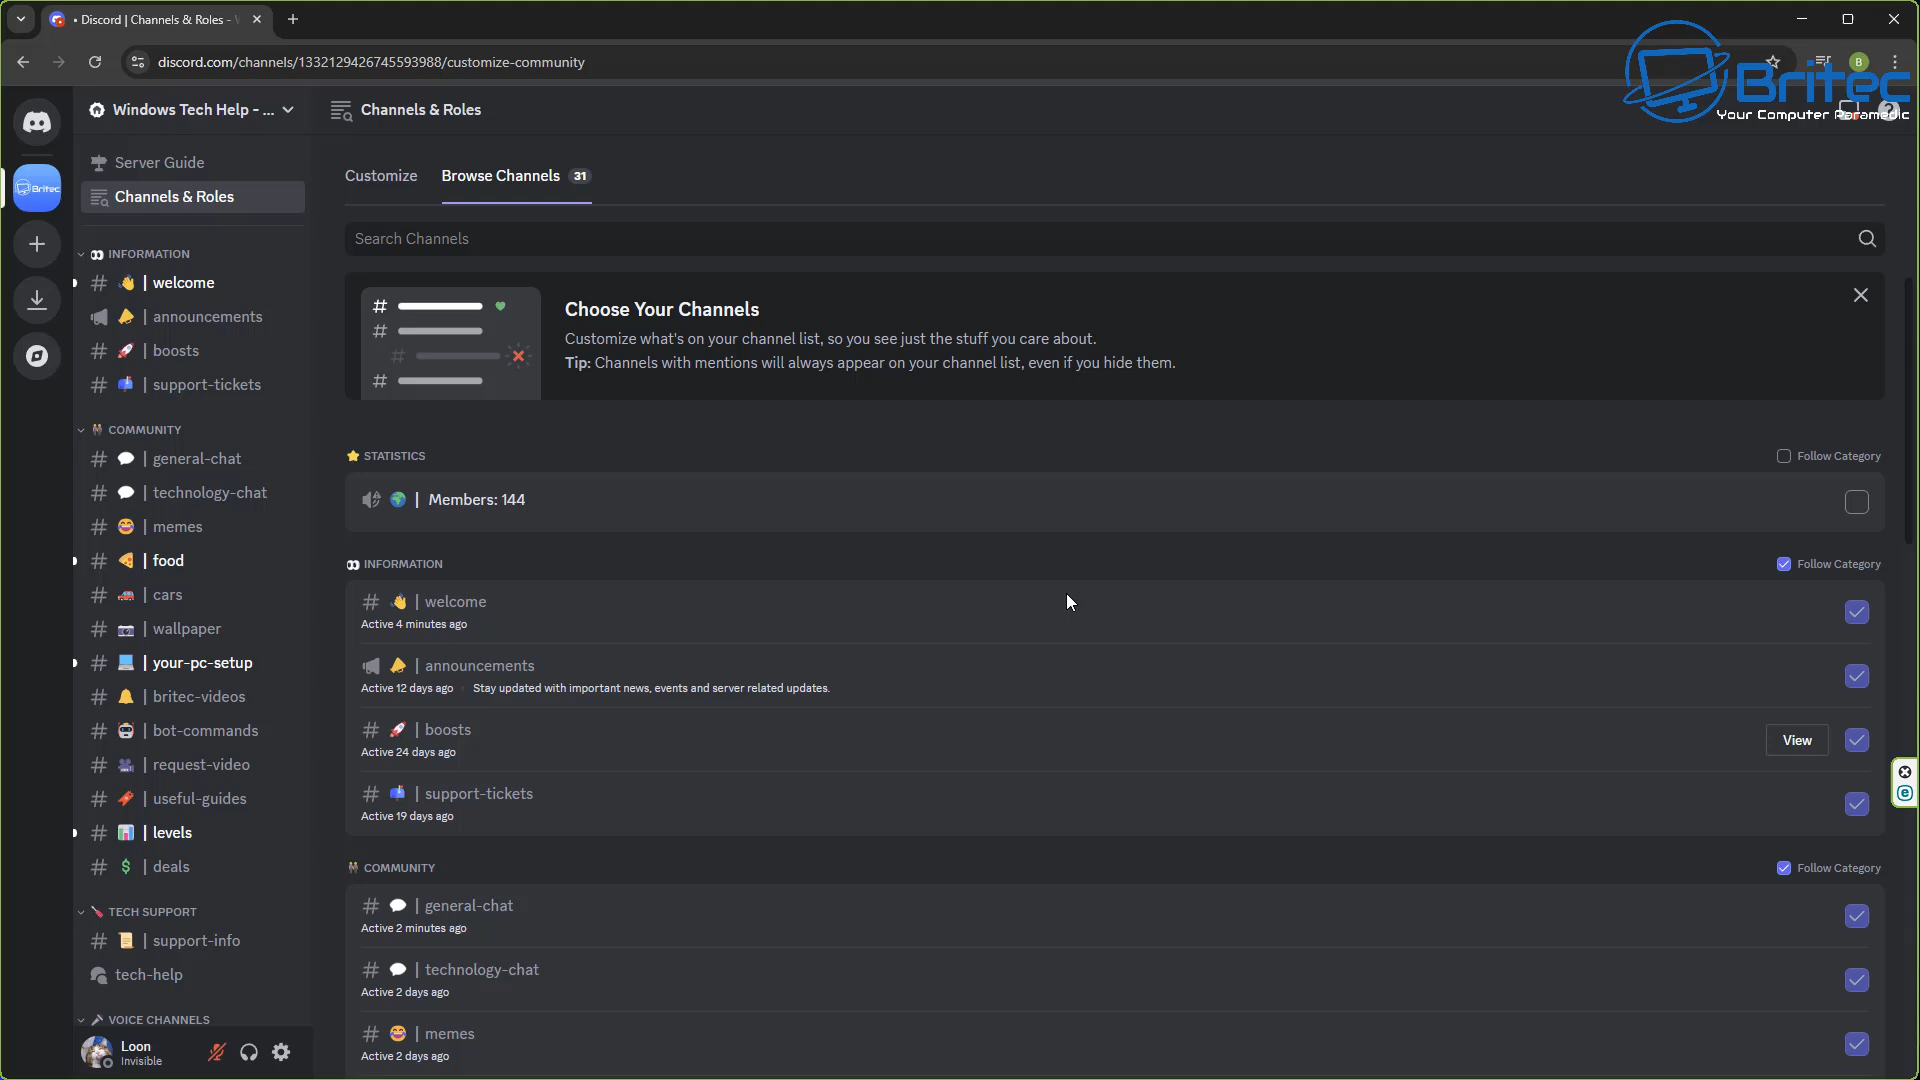 • Discord | Channels & Roles -
discord.com/channels/1332129426745593988/customize-community
B
Britec
Your Computer Paramedic
Windows Tech Help - ...
Channels & Roles
Server Guide
Channels & Roles
Britec
INFORMATION
| welcome
| announcements
| boosts
| support-tickets
COMMUNITY
| general-chat
| technology-chat
| memes
| food
| cars
| wallpaper
| your-pc-setup
| britec-videos
| bot-commands
| request-video
| useful-guides
| levels
| deals
TECH SUPPORT
| support-info
tech-help
VOICE CHANNELS
Loon
Invisible
Customize
Browse Channels 31
Search Channels
Choose Your Channels
Customize what's on your channel list, so you see just the stuff you care about.
Tip: Channels with mentions will always appear on your channel list, even if you hide them.
STATISTICS
Follow Category
| Members: 144
INFORMATION
Follow Category
| welcome
Active 4 minutes ago
| announcements
Active 12 days ago Stay updated with important news, events and server related updates.
| boosts
Active 24 days ago
View
| support-tickets
Active 19 days ago
COMMUNITY
Follow Category
| general-chat
Active 2 minutes ago
| technology-chat
Active 2 days ago
| memes
Active 2 days ago